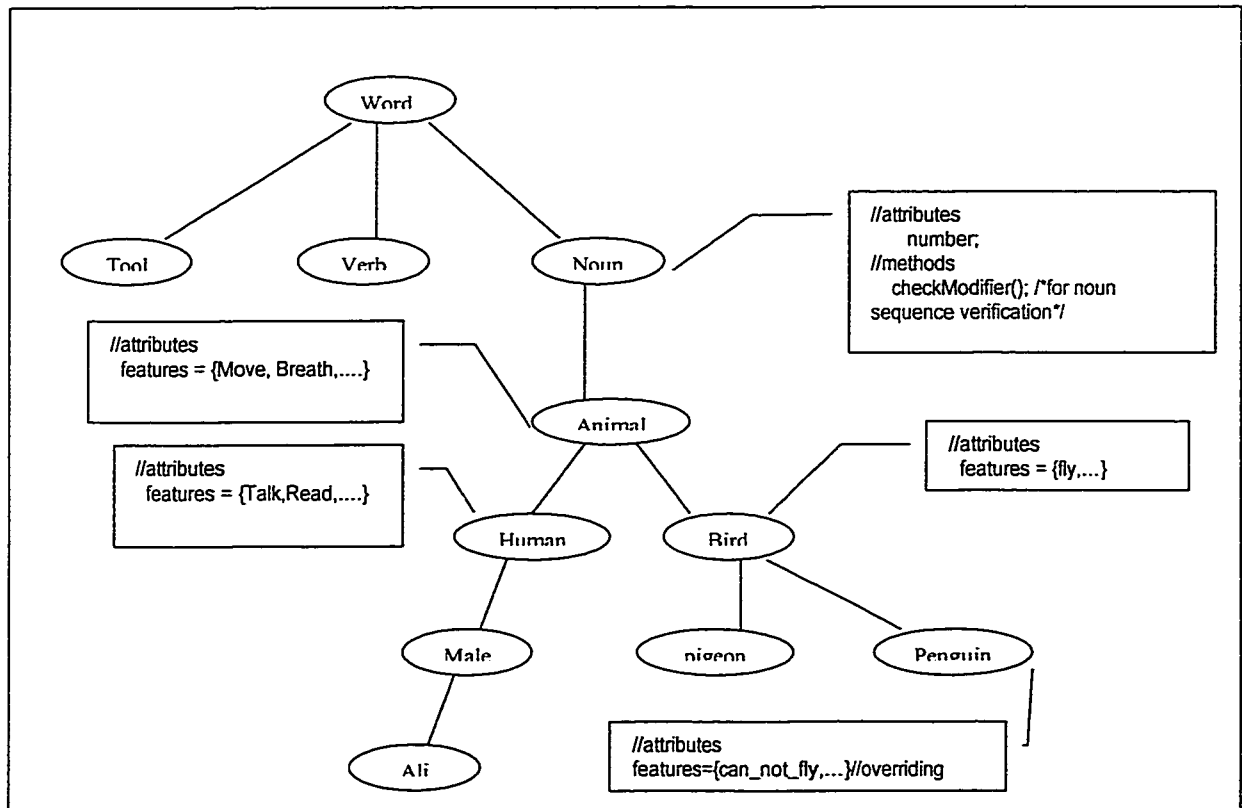 Word
Tool
Verb
Noun
//attributes
number;
//methods
checkModifier(); /*for noun
sequence verification*/
//attributes
features = {Move, Breath,....}
Animal
//attributes
features = {Talk,Read,....}
//attributes
features = {fly,...}
Human
Bird
Male
pigeon
Penguin
Ali
//attributes
features={can_not_fly,...}//overriding